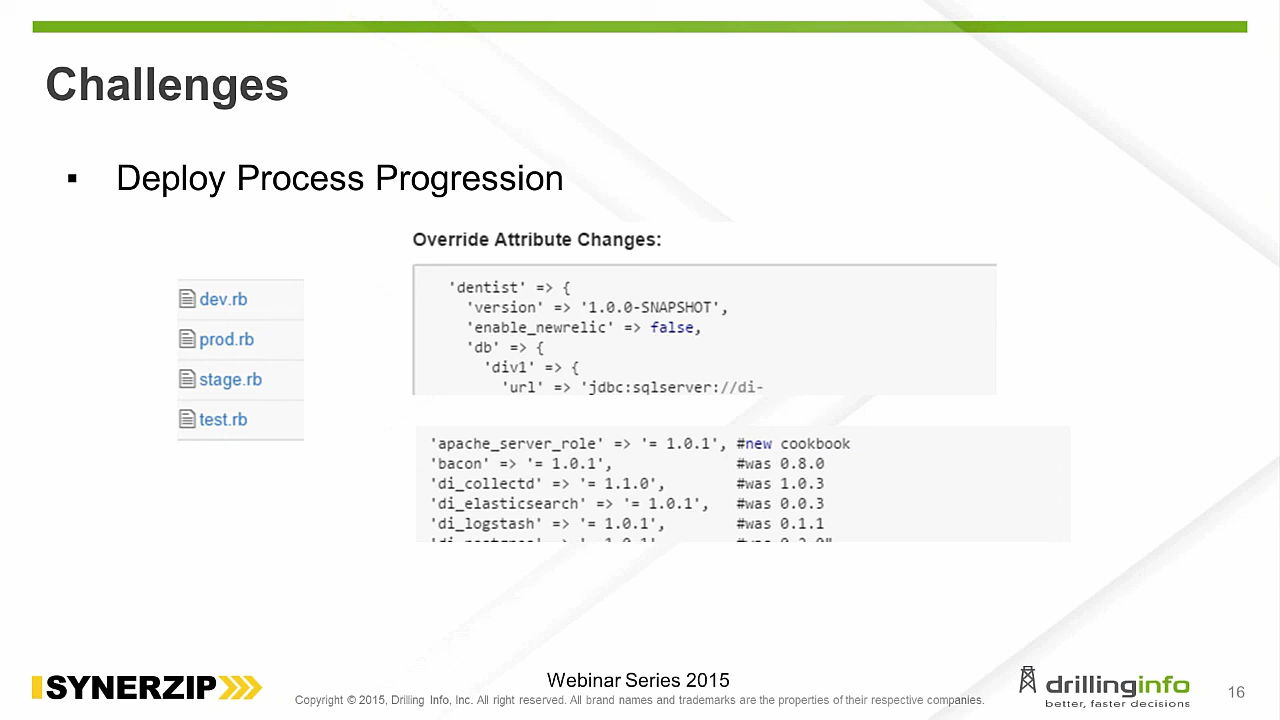 Challenges
▪ Deploy Process Progression
dev.rb
prod.rb
stage.rb
test.rb
Override Attribute Changes:
'dentist' => {
'version' => '1.0.0-SNAPSHOT',
'enable_newrelic' => false,
'db' => {
'div1' => {
'url' => 'jdbc:sqlserver://di-
'apache_server_role' => '= 1.0.1', #new cookbook
'bacon' => '= 1.0.1', #was 0.8.0
'di_collectd' => '= 1.1.0', #was 1.0.3
'di_elasticsearch' => '= 1.0.1', #was 0.0.3
'di_logstash' => '= 1.0.1', #was 0.1.1
SYNERZIP
Webinar Series 2015
Copyright © 2015, Drilling Info, Inc. All right reserved. All brand names and trademarks are the properties of their respective companies.
drillinginfo
better, faster decisions
16